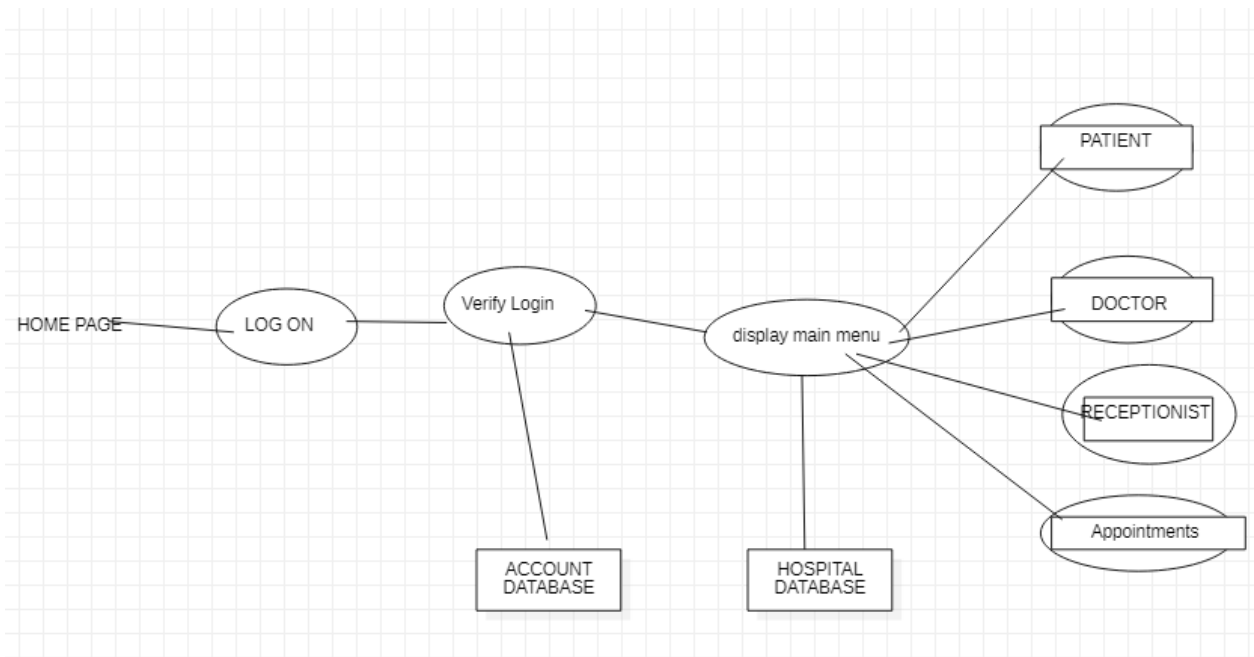 HOME PAGE
LOG ON
Verify Login
display main menu
PATIENT
DOCTOR
RECEPTIONIST
Appointments
ACCOUNT
DATABASE
HOSPITAL
DATABASE